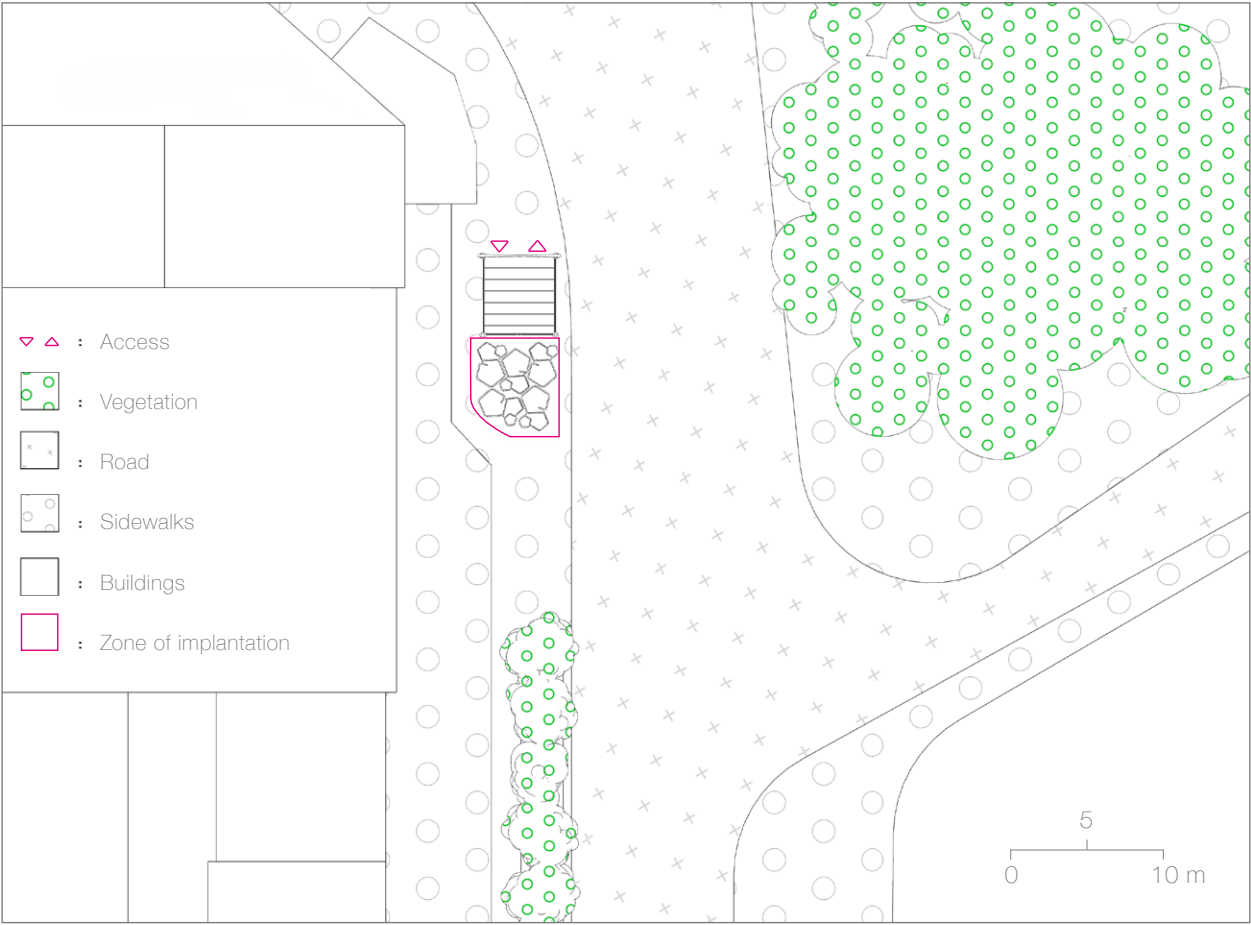 : Access
: Vegetation
: Road
: Sidewalks
: Buildings
: Zone of implantation
5
0 10 m